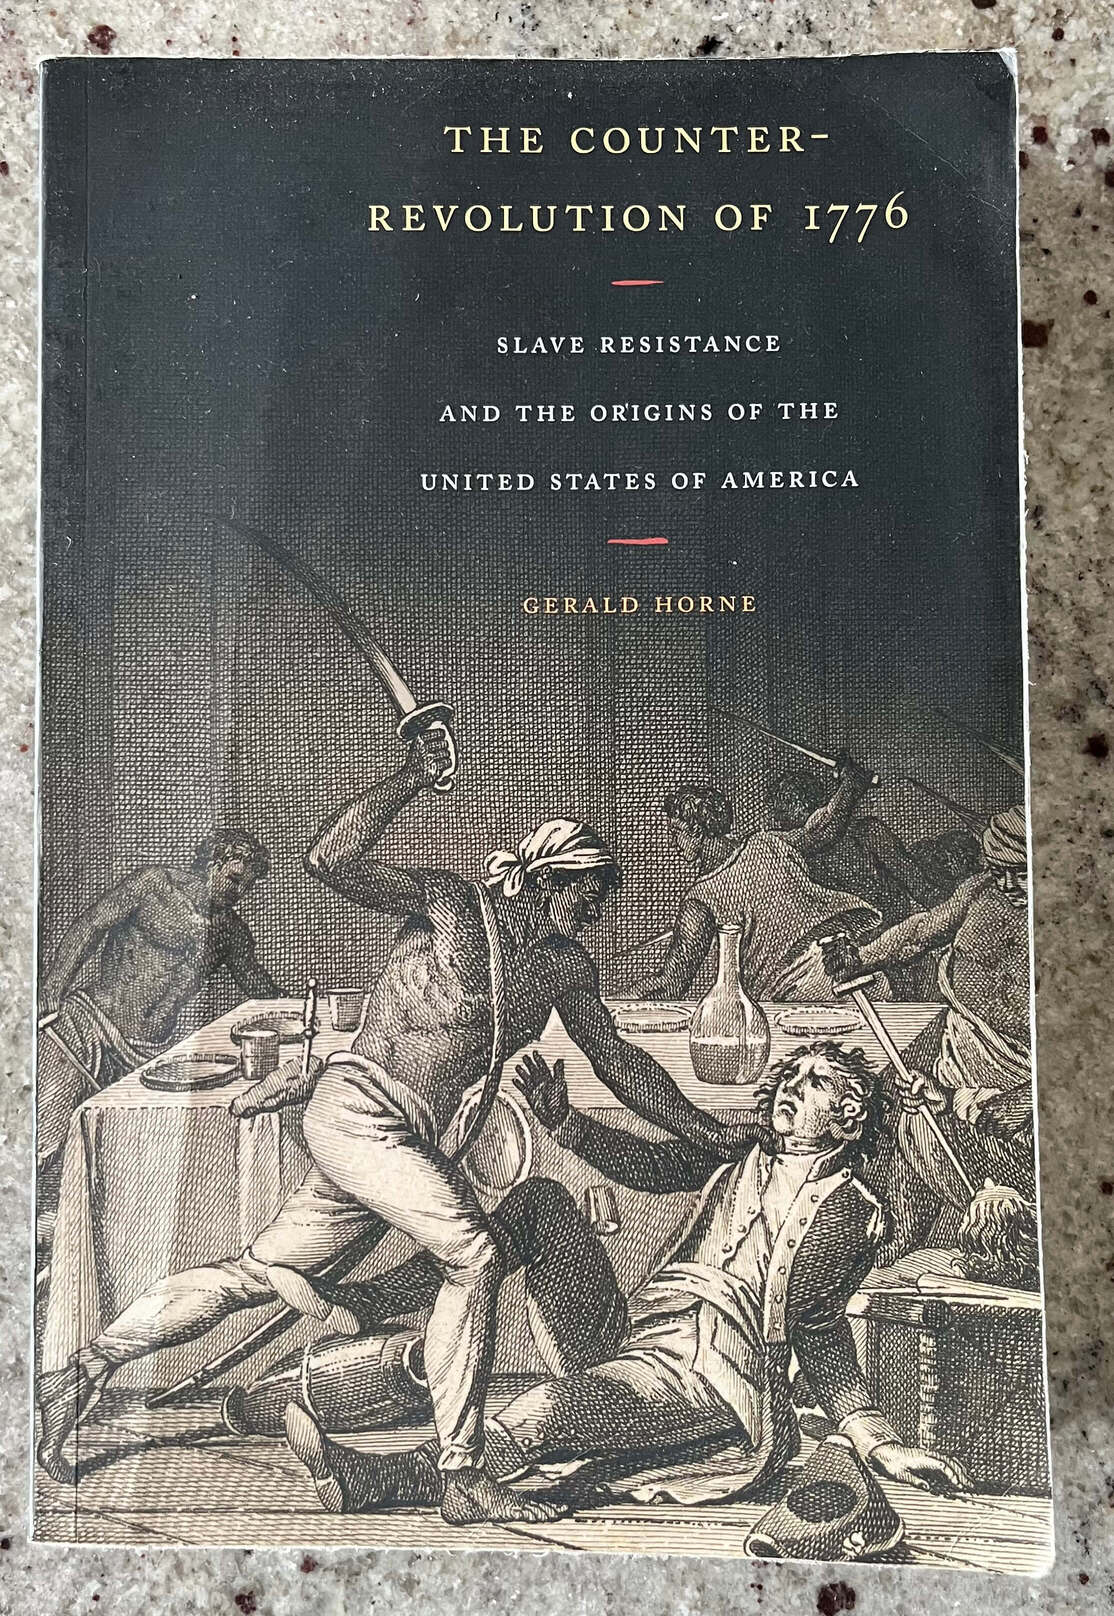 THE COUNTER-
REVOLUTION OF 1776
SLAVE RESISTANCE
AND THE ORIGINS OF THE
UNITED STATES OF AMERICA
GERALD HORNE